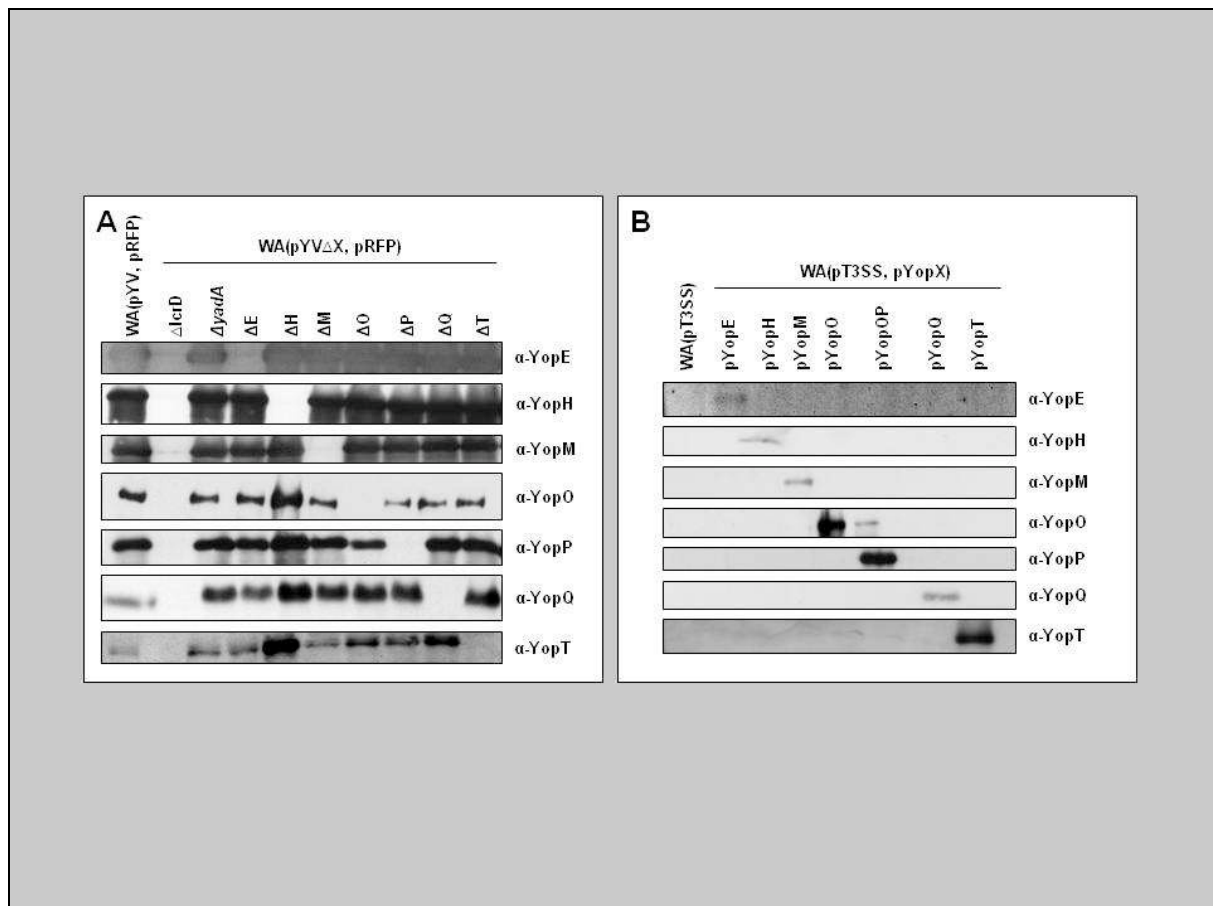 A
WA(pYV, pRFP)
WA(pYV△X, pRFP)
△lcrD
ΔyadA
ΔE
ΔH
ΔM
ΔO
ΔP
ΔQ
ΔT
α-YopE
α-YopH
α-YopM
α-YopO
α-YopP
α-YopQ
α-YopT
B
WA(pT3SS)
WA(pT3SS, pYopX)
pYopE
pYopH
pYopM
pYopO
pYopOP
pYopQ
pYopT
α-YopE
α-YopH
α-YopM
α-YopO
α-YopP
α-YopQ
α-YopT